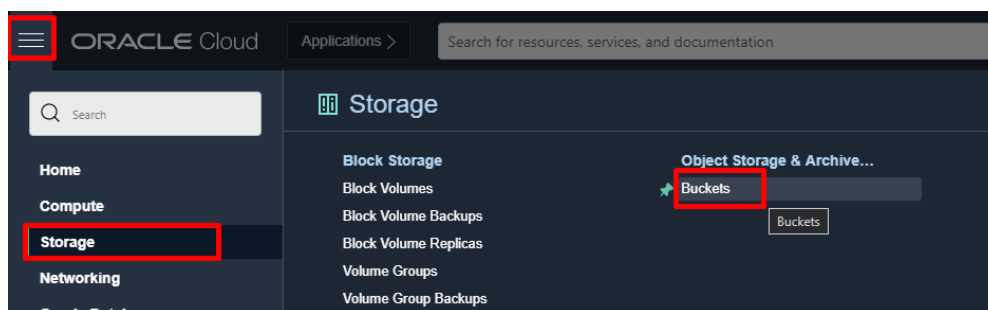 ORACLE Cloud
Applications >
Search for resources, services, and documentation
Search
Home
Compute
Storage
Networking
Storage
Block Storage
Block Volumes
Block Volume Backups
Block Volume Replicas
Volume Groups
Volume Group Backups
Object Storage & Archive...
Buckets
Buckets